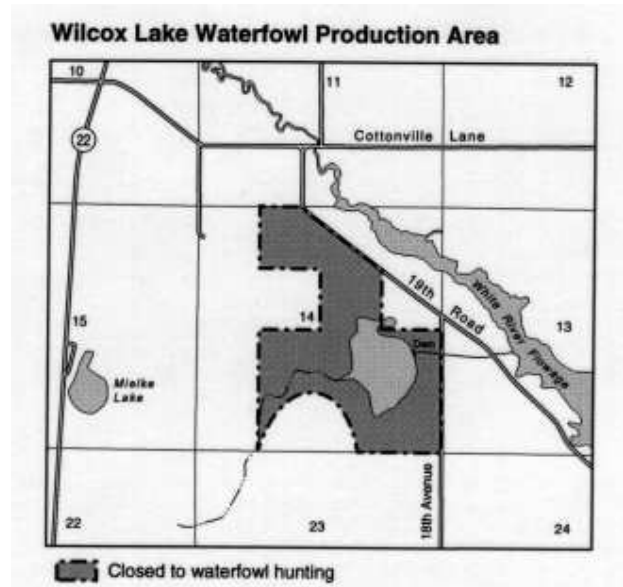 Wilcox Lake Waterfowl Production Area
10
11
12
22
Cottonville Lane
14
15
19th Road
White River Flowage
13
Dam
Mielke
Lake
18th Avenue
22
23
24
Closed to waterfowl hunting